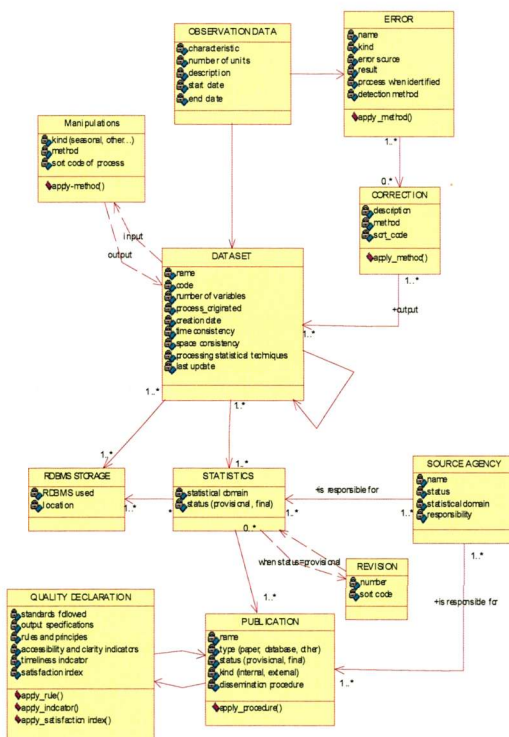 OBSERVATION DATA
characteristic
number of units
description
start date
end date
ERROR
name
kind
error source
result
process when identified
detection method
apply_method()
1..*
0..*
Manipulations
kind (seasonal, other...)
method
sort code of process
apply-method()
input
output
CORRECTION
description
method
sort_code
apply_method()
1..*
+output
1..*
DATASET
name
code
number of variables
process_originated
creation date
time consistency
space consistency
processing statistical techniques
last update
1..*
1..*
1..*
1..*
RDBMS STORAGE
RDBMS used
location
1..*
*
STATISTICS
statistical domain
status (provisional, final)
0..*
1..*
+is responsible for
SOURCE AGENCY
name
status
statistical domain
responsibility
1..*
1..*
when status=provisional
REVISION
number
sort code
+is responsible for
1..*
1..*
QUALITY DECLARATION
standards followed
output specifications
rules and principles
accessibility and clarity indicators
timeliness indicator
satisfaction index
apply_rule()
apply_indicator()
apply_satisfaction index()
PUBLICATION
name
type (paper, database, other)
status (provisional, final)
kind (internal, external)
dissemination procedure
apply_procedure()